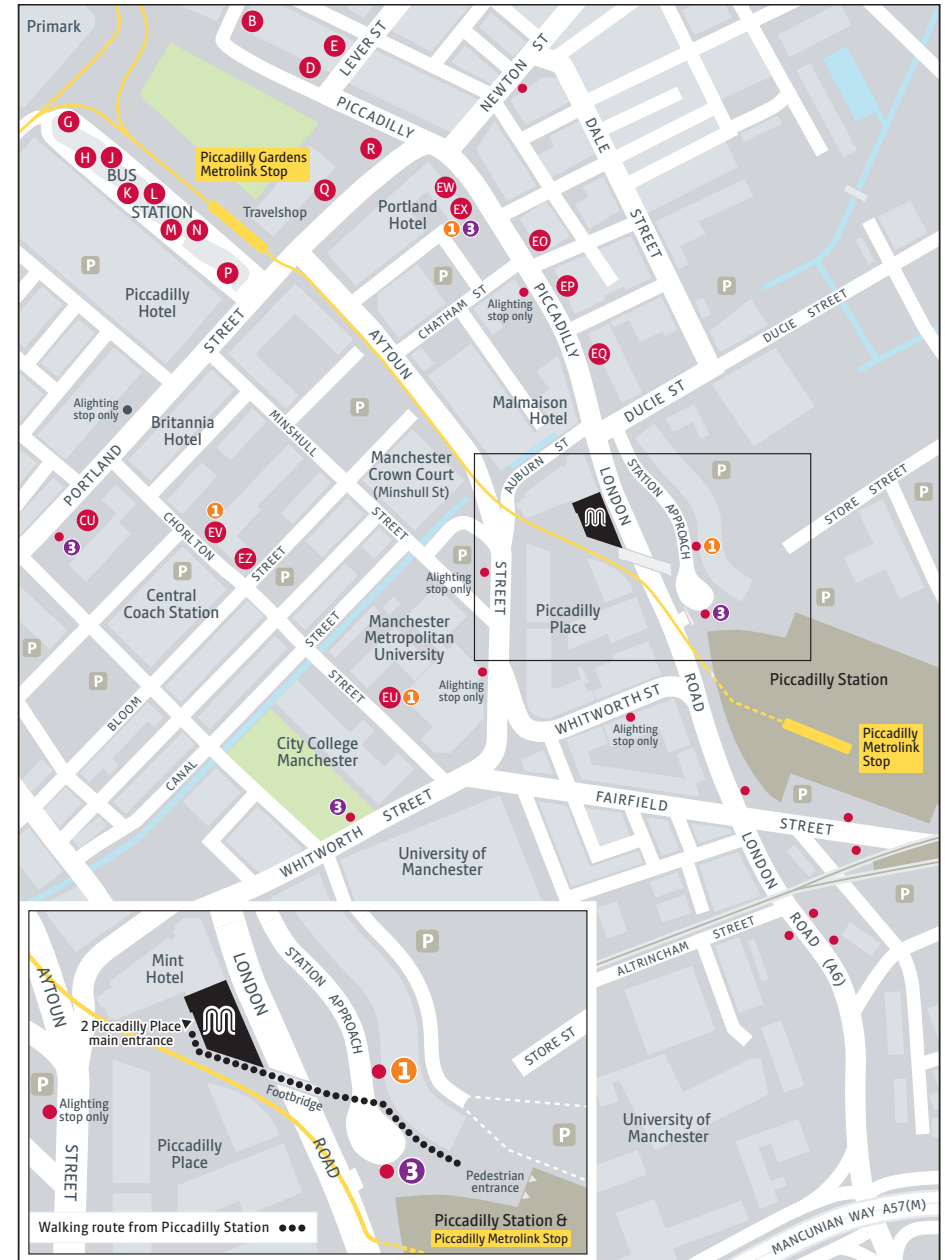 Primark
B
E
D
LEVER ST
NEWTON ST
PICCADILLY
DALE
STREET
G
H
J
BUS
K
L
STATION
M
N
P
R
Q
Piccadilly Gardens
Metrolink Stop
Travelshop
Portland
Hotel
EW
EX
1
3
EO
EP
EQ
P
P
P
Piccadilly
Hotel
STREET
CHATHAM ST
Alighting
stop only
PICCADILLY
DUCIE STREET
AYTOUN
Alighting
stop only
Britannia
Hotel
P
MINSHULL
Malmaison
Hotel
DUCIE ST
PORTLAND
Manchester
Crown Court
(Minshull St)
AUBURN ST
LONDON
STATION
APPROACH
P
STORE STREET
P
CU
3
1
EV
EZ
CHORLTON
STREET
STREET
P
P
M
1
Central
Coach Station
Alighting
stop only
STREET
Piccadilly
Place
3
P
P
P
STREET
Manchester
Metropolitan
University
STREET
EU
1
Alighting
stop only
ROAD
Piccadilly Station
WHITWORTH ST
Alighting
stop only
BLOOM
CANAL
City College
Manchester
3
Piccadilly
Metrolink
Stop
P
FAIRFIELD
STREET
WHITWORTH STREET
University of
Manchester
LONDON
ROAD (A6)
P
ALTRINCHAM STREET
University of
Manchester
MANCUNIAN WAY A57(M)
Mint
Hotel
LONDON
STATION
APPROACH
P
AYTOUN
M
2 Piccadilly Place
main entrance
STORE ST
1
P
Footbridge
Alighting
stop only
STREET
Piccadilly
Place
ROAD
3
P
Pedestrian
entrance
Walking route from Piccadilly Station
Piccadilly Station &
Piccadilly Metrolink Stop